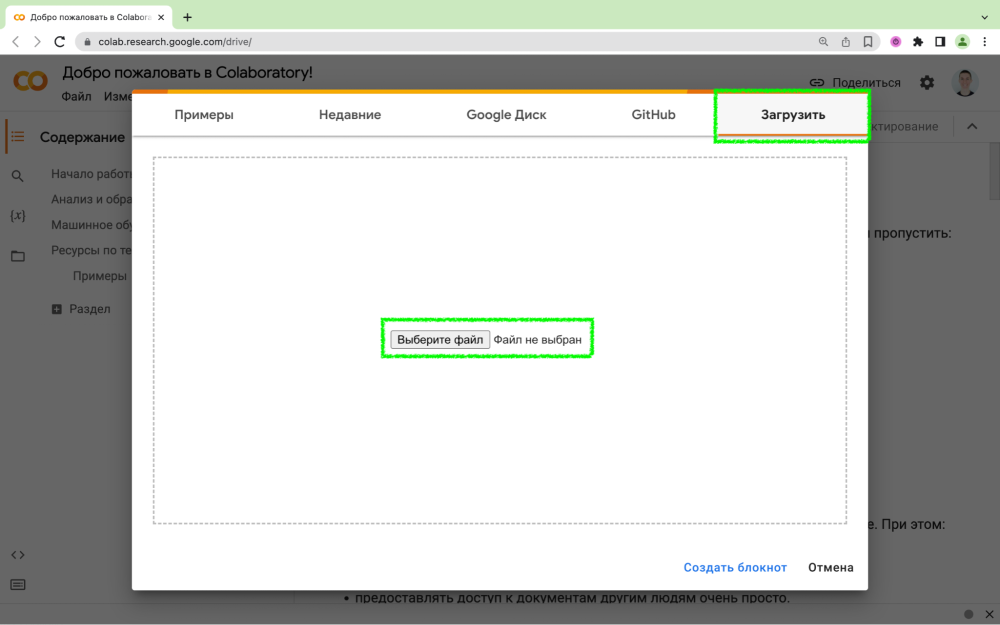 Добро пожаловать в Colabora
colab.research.google.com/drive/
Добро пожаловать в Colaboratory!
Файл Изме
Поделиться
Примеры Недавние Google Диск GitHub Загрузить
ктирование
Содержание
Начало работы
Анализ и обра
Машинное обу
Ресурсы по те
Примеры
Раздел
{x}
и пропустить:
Выберите файл Файл не выбран
е. При этом:
Создать блокнот Отмена
• предоставлять доступ к документам другим людям очень просто.